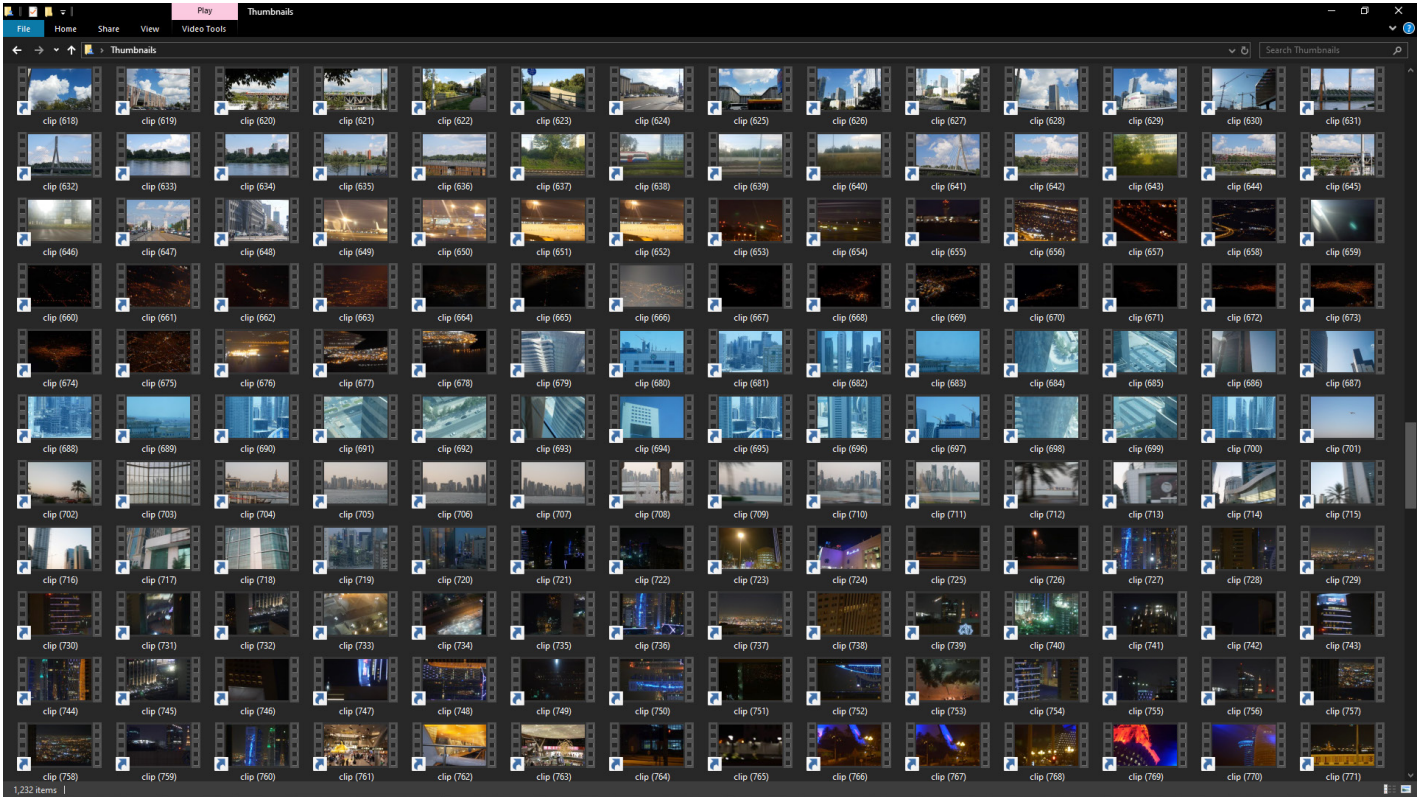 Play Thumbnails
File Home Share View Video Tools
Thumbnails Search Thumbnails
clip (618) clip (619) clip (620) clip (621) clip (622) clip (623) clip (624) clip (625) clip (626) clip (627) clip (628) clip (629) clip (630) clip (631)
clip (632) clip (633) clip (634) clip (635) clip (636) clip (637) clip (638) clip (639) clip (640) clip (941) clip (642) clip (643) clip (644) clip (645)
clip (646) clip (647) clip (648) clip (649) clip (650) clip (651) clip (652) clip (653) clip (654) clip (655) clip (656) clip (657) clip (658) clip (659)
clip (660) clip (661) clip (662) clip (663) clip (664) clip (665) clip (666) clip (667) clip (668) clip (669) clip (670) clip (671) clip (672) clip (673)
clip (674) clip (675) clip (676) clip (677) clip (678) clip (679) clip (680) clip (681) clip (682) clip (683) clip (684) clip (685) clip (686) clip (687)
clip (688) clip (689) clip (690) clip (691) clip (692) clip (693) clip (694) clip (695) clip (696) clip (697) clip (698) clip (699) clip (700) clip (701)
clip (702) clip (703) clip (704) clip (705) clip (706) clip (707) clip (708) clip (709) clip (710) clip (711) clip (712) clip (713) clip (714) clip (715)
clip (716) clip (717) clip (718) clip (719) clip (720) clip (721) clip (722) clip (723) clip (724) clip (725) clip (726) clip (727) clip (728) clip (729)
clip (730) clip (731) clip (732) clip (733) clip (734) clip (735) clip (736) clip (737) clip (738) clip (739) clip (740) clip (741) clip (742) clip (743)
clip (744) clip (745) clip (746) clip (747) clip (748) clip (749) clip (750) clip (751) clip (752) clip (753) clip (754) clip (755) clip (756) clip (757)
clip (758) clip (759) clip (760) clip (761) clip (762) clip (763) clip (764) clip (765) clip (766) clip (767) clip (768) clip (769) clip (770) clip (771)
1,232 items